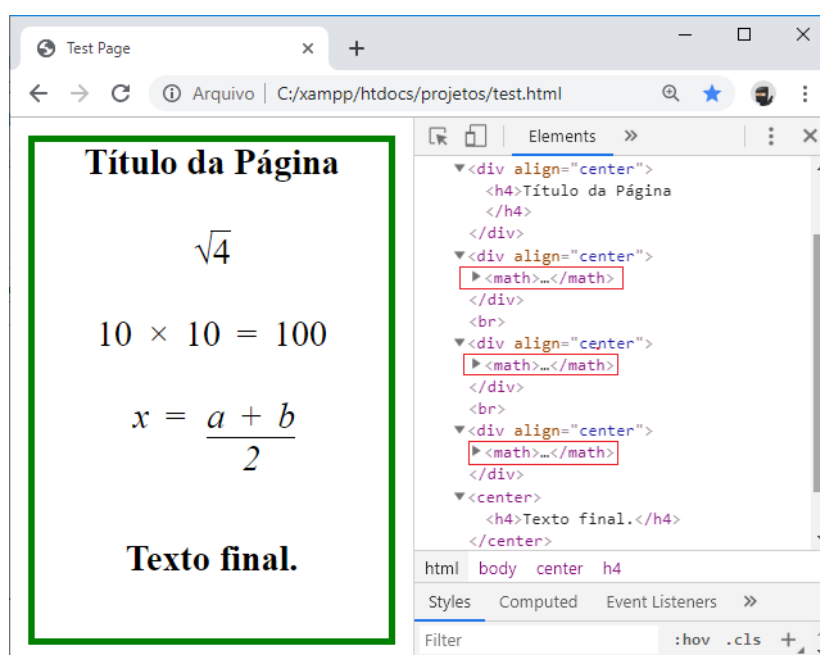 Test Page
Arquivo | C:/xampp/htdocs/projetos/test.html
Título da Página
√4
10 × 10 = 100
x = a + b
2
Texto final.
Elements »
▼<div align="center">
<h4>Título da Página
</h4>
</div>
▼<div align="center">
▶<math>…</math>
</div>
<br>
▼<div align="center">
▶<math>…</math>
</div>
<br>
▼<div align="center">
▶<math>…</math>
</div>
▼<center>
<h4>Texto final.</h4>
</center>
html body center h4
Styles Computed Event Listeners »
Filter :hov .cls +